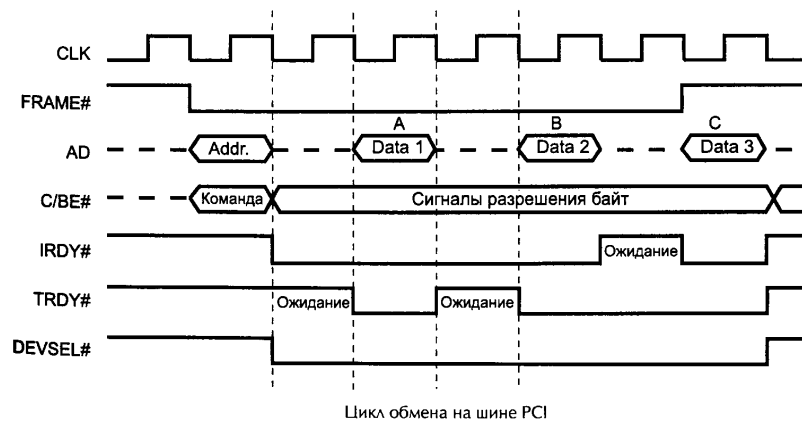 CLK
FRAME#
A B C
AD Addr. Data 1 Data 2 Data 3
C/BE# Команда Сигналы разрешения байт
IRDY# Ожидание
TRDY# Ожидание Ожидание
DEVSEL#
Цикл обмена на шине PCI